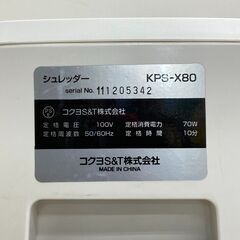 シュレッダー KPS-X80
serial No. 111205342
コクヨS&T株式会社
定格電圧 100V 定格消費電力 70W
定格周波数 50/60Hz 定格時間 10分
コクヨS&T株式会社
MADE IN CHINA